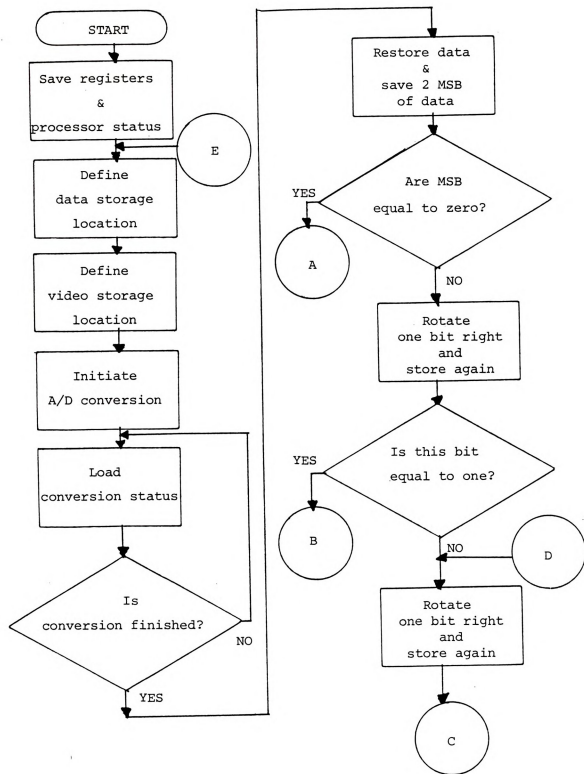 START
Save registers
&
processor status
E
Define
data storage
location
Define
video storage
location
Initiate
A/D conversion
Load
conversion status
Is
conversion finished?
NO
YES
Restore data
&
save 2 MSB
of data
YES
Are MSB
equal to zero?
A
NO
Rotate
one bit right
and
store again
YES
Is this bit
equal to one?
B
NO
D
Rotate
one bit right
and
store again
C